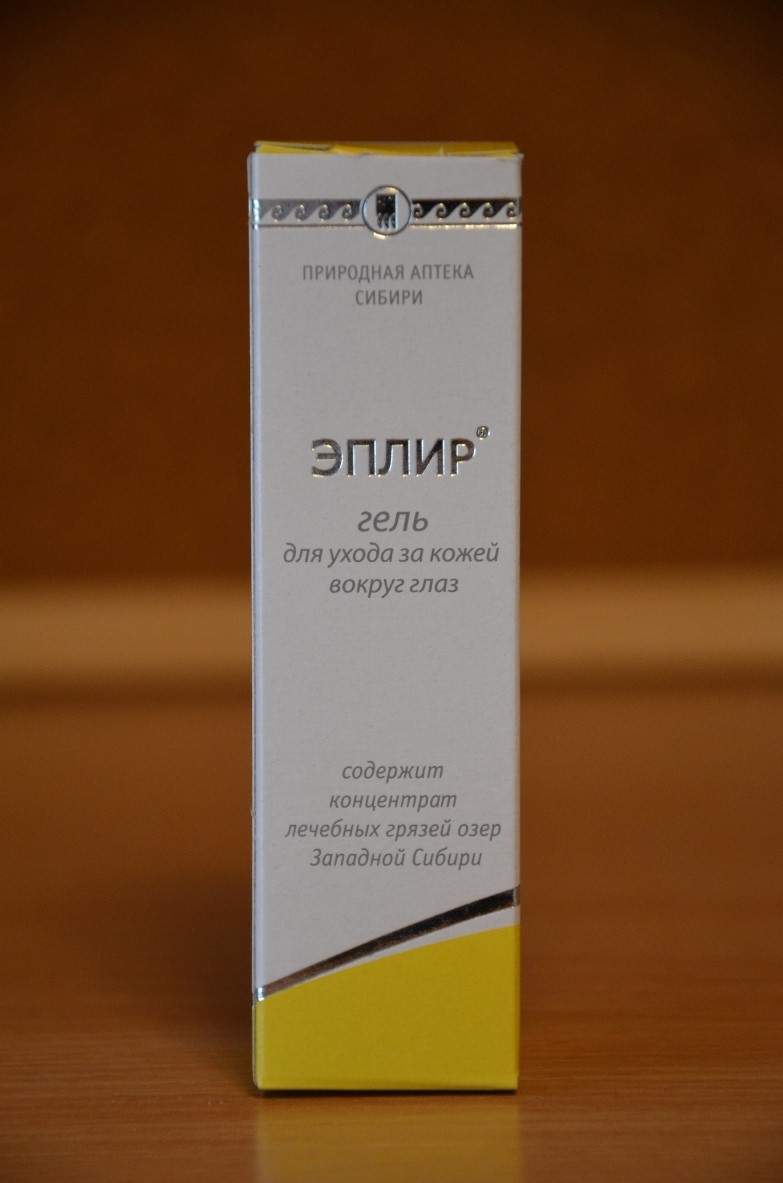 ПРИРОДНАЯ АПТЕКА
СИБИРИ
ЭПЛИР®
гель
для ухода за кожей
вокруг глаз
содержит
концентрат
лечебных грязей озер
Западной Сибири